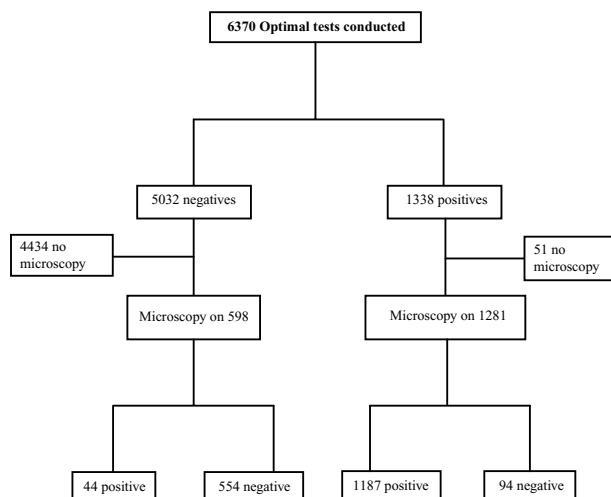 6370 Optimal tests conducted
5032 negatives
1338 positives
4434 no
microscopy
51 no
microscopy
Microscopy on 598
Microscopy on 1281
44 positive
554 negative
1187 positive
94 negative